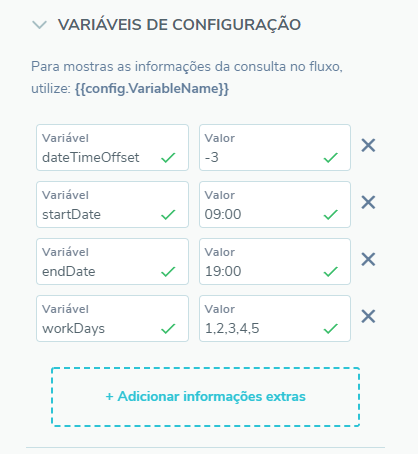 VARIÁVEIS DE CONFIGURAÇÃO
Para mostras as informações da consulta no fluxo,
utilize: {{config.VariableName}}
Variável Valor
dateTimeOffset -3
Variável Valor
startDate 09:00
Variável Valor
endDate 19:00
Variável Valor
workDays 1,2,3,4,5
+ Adicionar informações extras